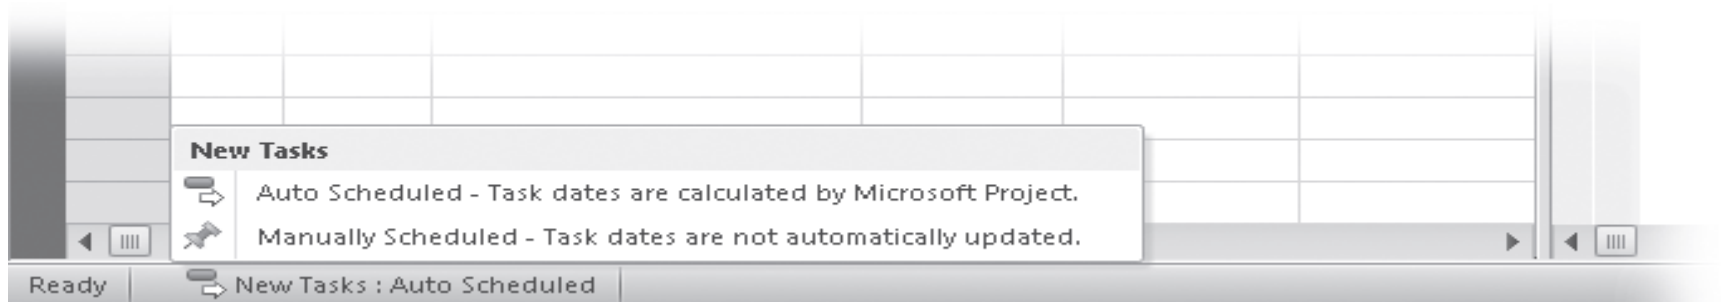 New Tasks
Auto Scheduled - Task dates are calculated by Microsoft Project.
Manually Scheduled - Task dates are not automatically updated.
Ready
New Tasks : Auto Scheduled